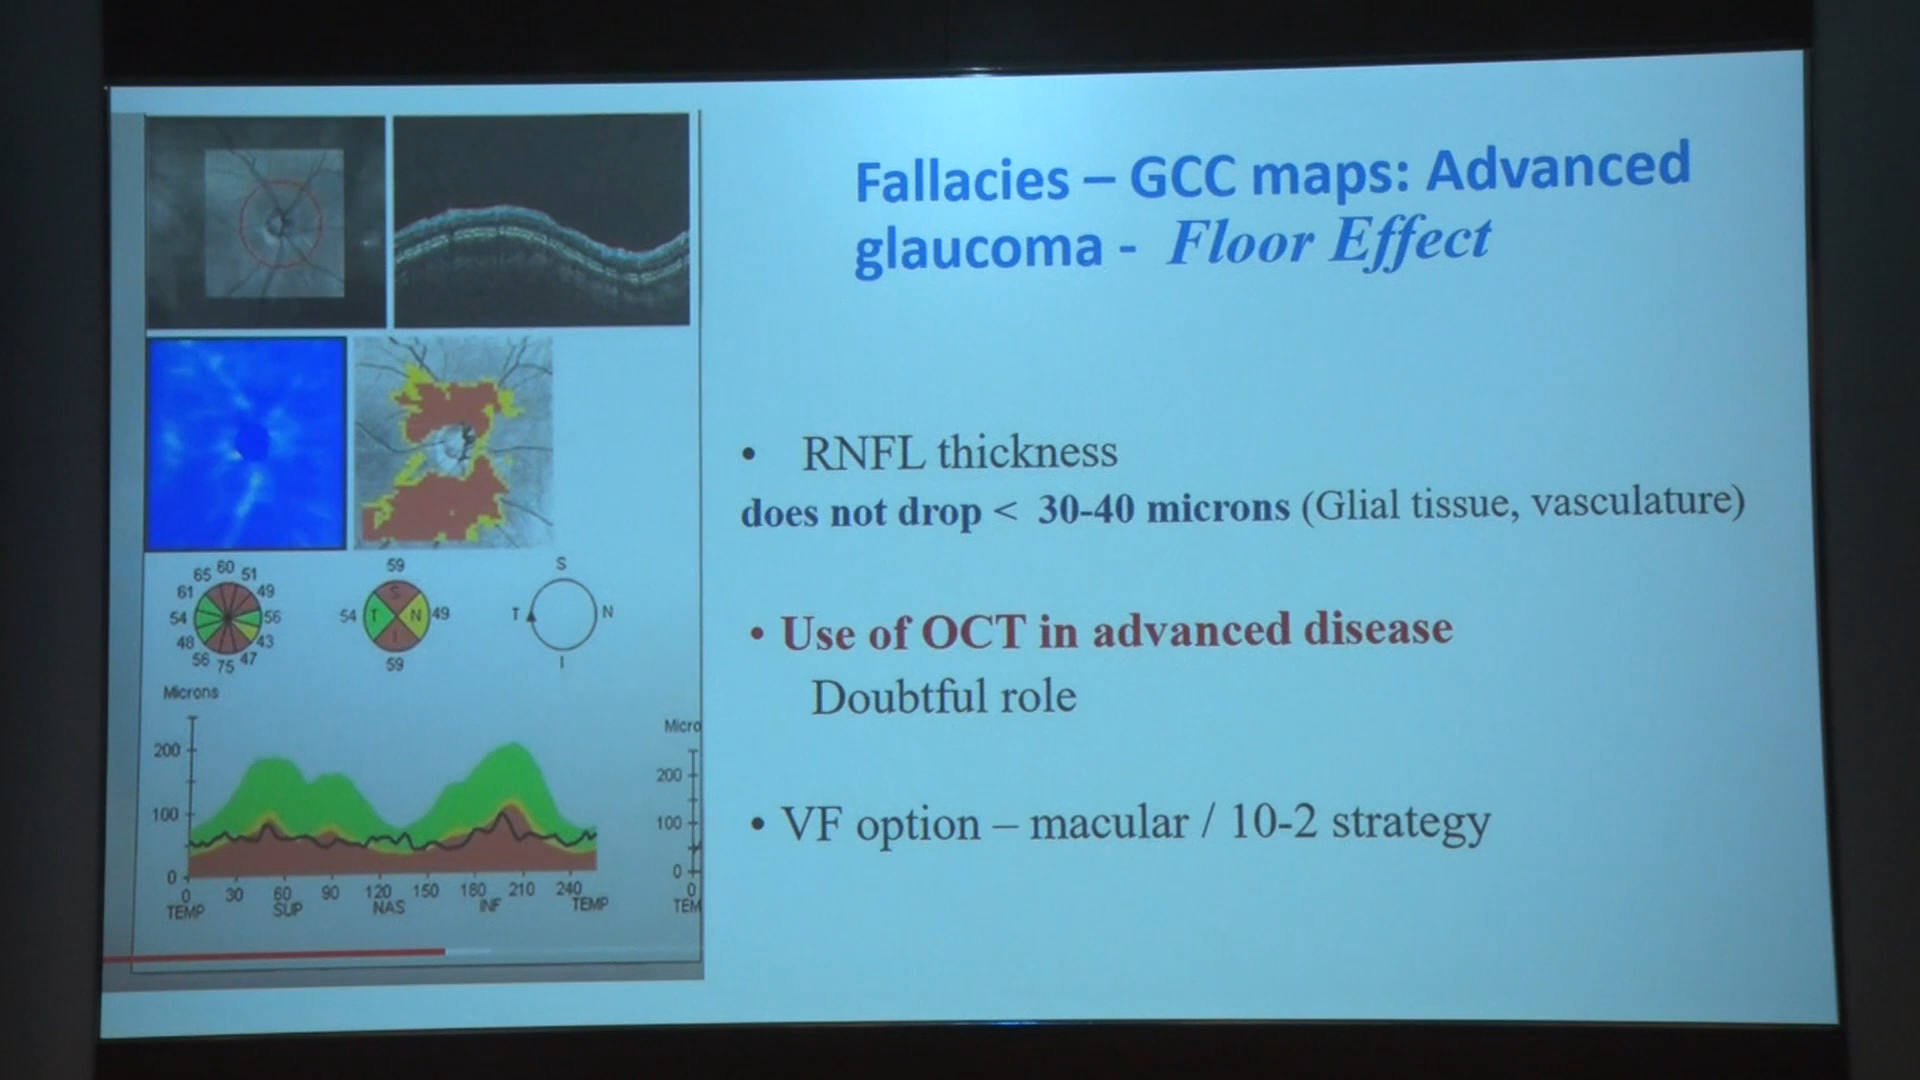 Fallacies – GCC maps: Advanced
glaucoma - Floor Effect
• RNFL thickness
does not drop < 30-40 microns (Glial tissue, vasculature)
• Use of OCT in advanced disease
Doubtful role
• VF option – macular / 10-2 strategy
65 60 51
61 49
54 56
48 43
56 75 47
59
S
54 T N 49
I
59
S
T N
I
Microns
200
100
0
0 30 60 90 120 150 180 210 240
TEMP SUP NAS INF TEMP
Micro
200
100
0
0
TEM